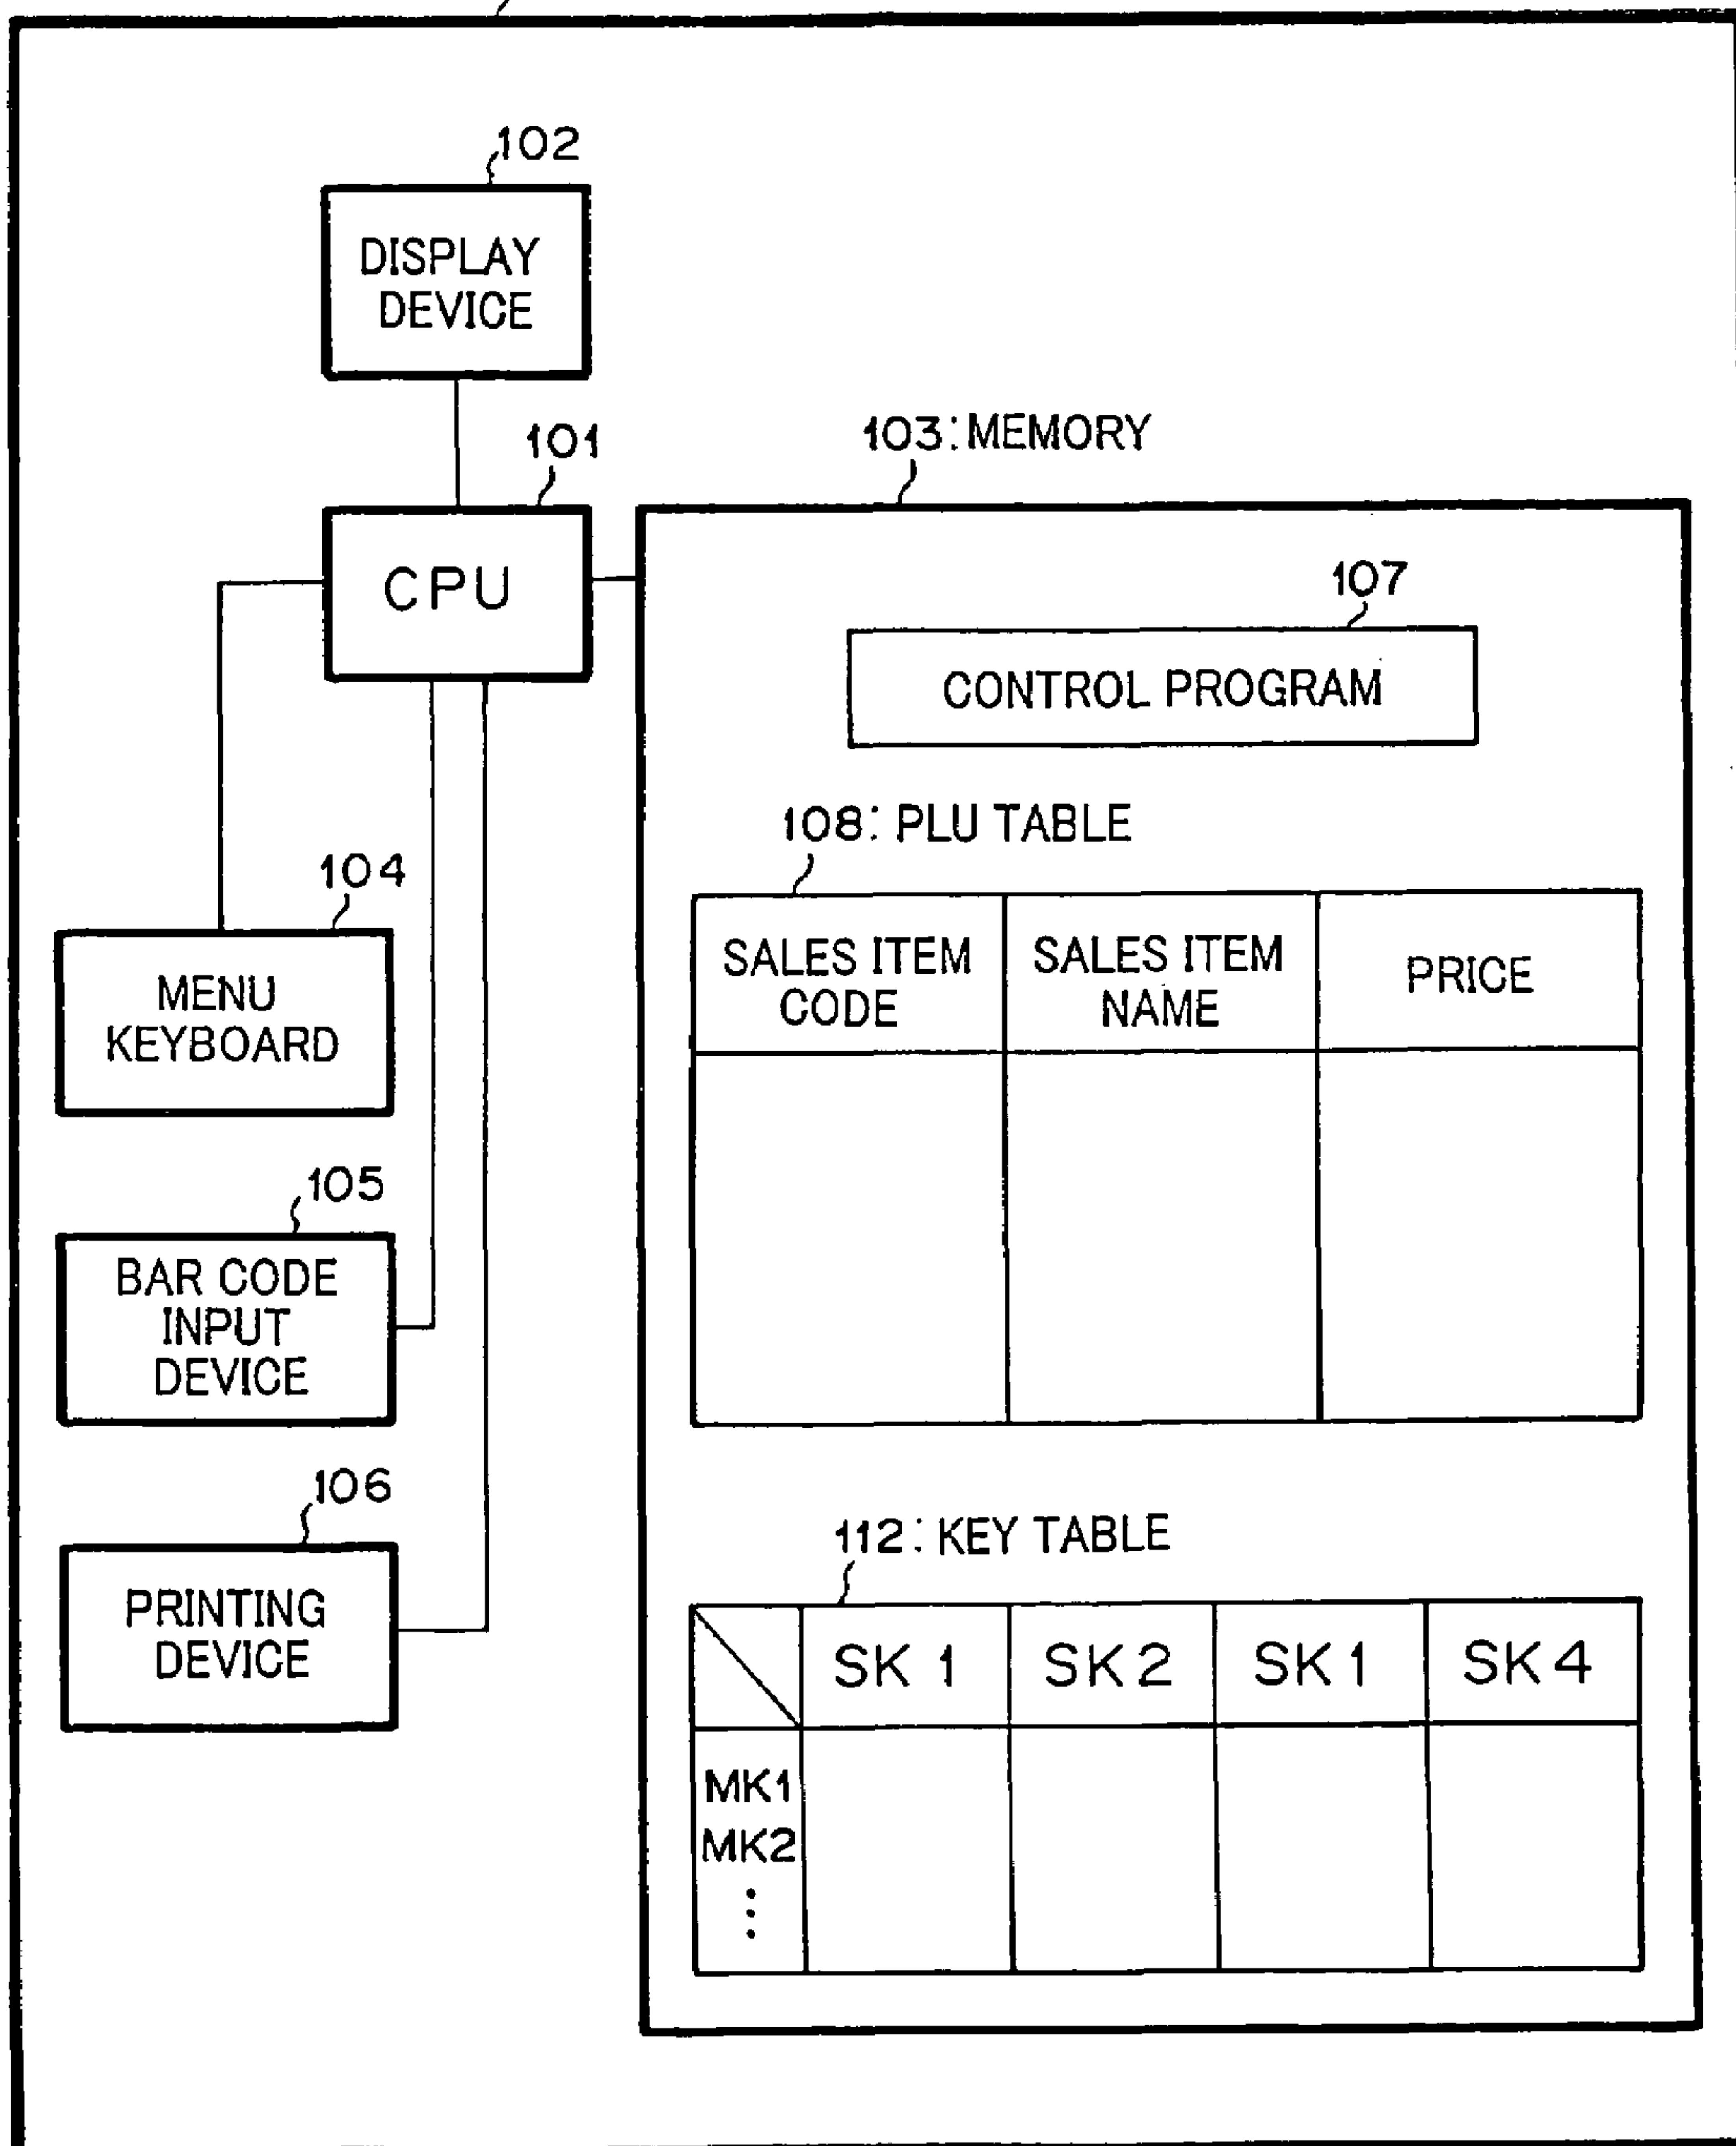 102
DISPLAY
DEVICE
101
CPU
103: MEMORY
107
CONTROL PROGRAM
108: PLU TABLE
SALES ITEM
CODE
SALES ITEM
NAME
PRICE
104
MENU
KEYBOARD
105
BAR CODE
INPUT
DEVICE
106
PRINTING
DEVICE
112: KEY TABLE
SK1
SK2
SK1
SK4
MK1
MK2
⋮